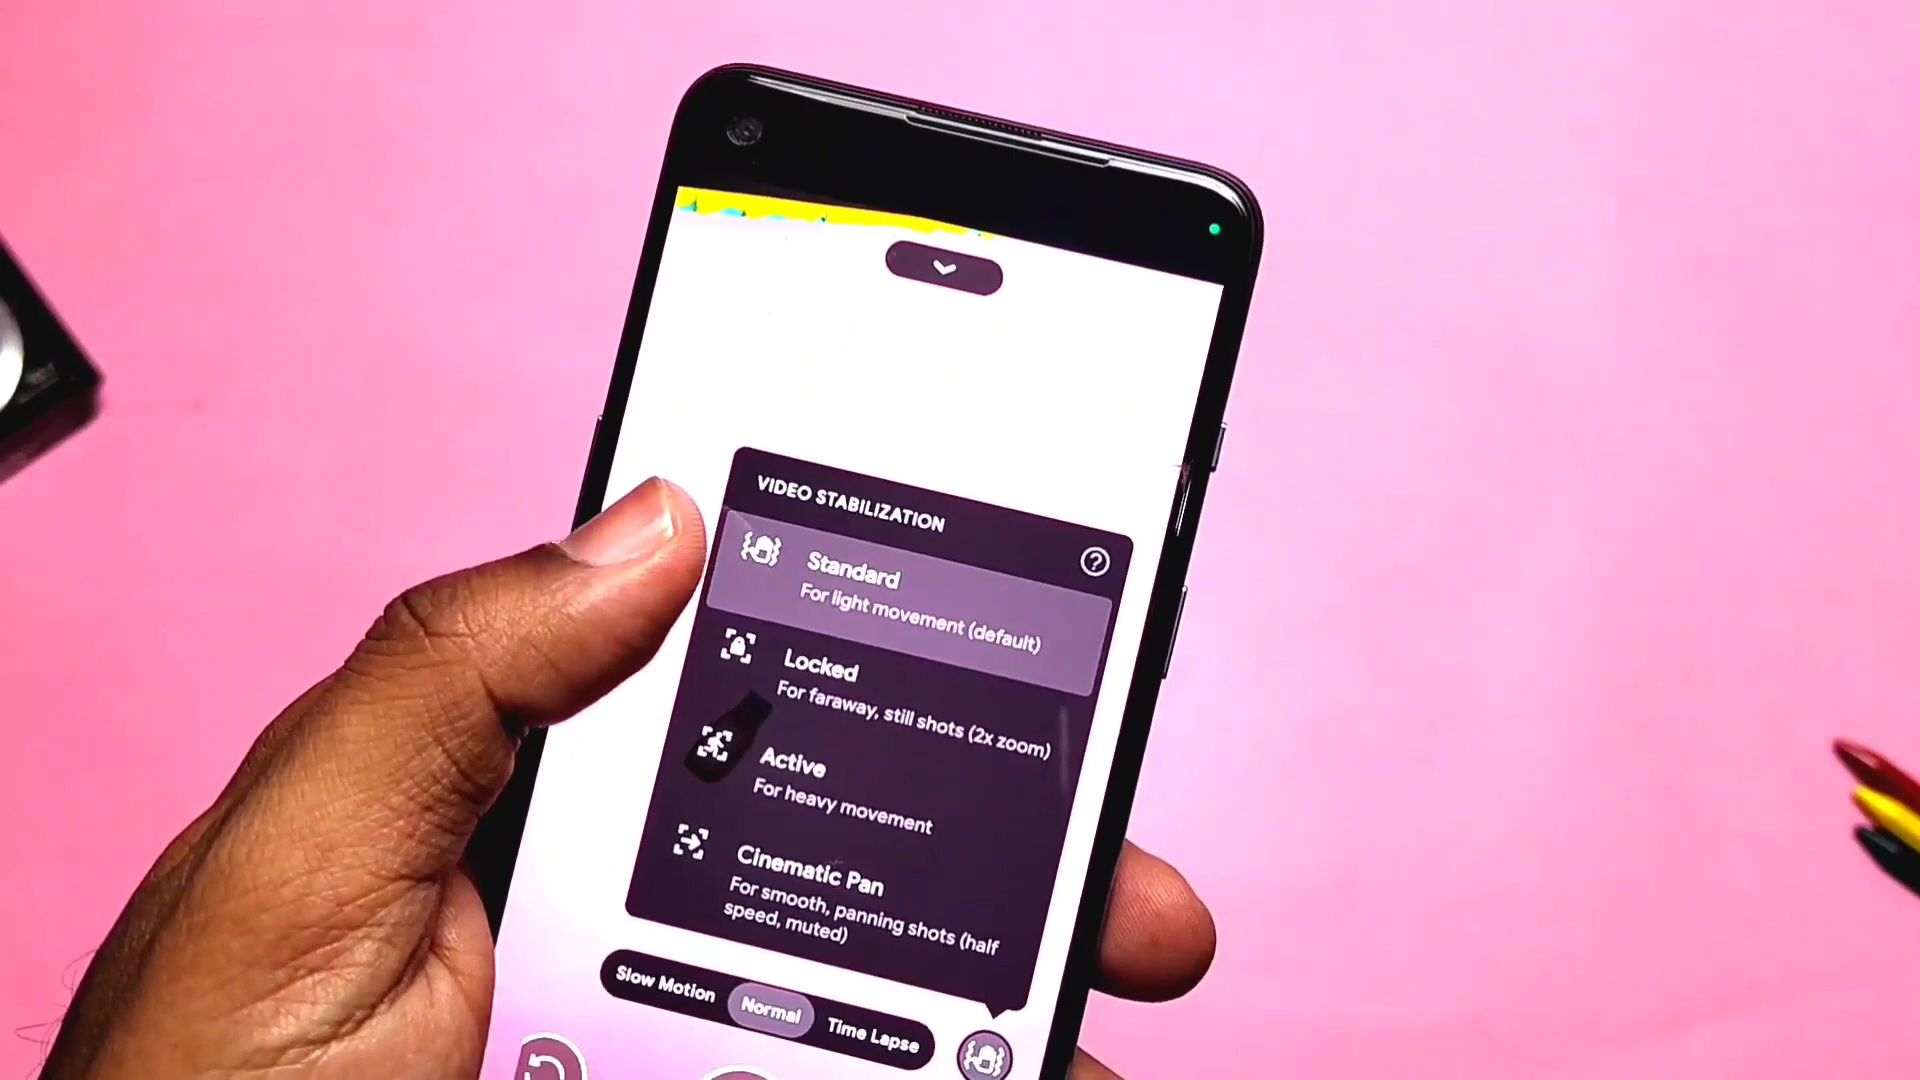 VIDEO STABILIZATION
Standard
For light movement (default)
Locked
For faraway, still shots (2x zoom)
Active
For heavy movement
Cinematic Pan
For smooth, panning shots (half
speed, muted)
Slow Motion
Normal
Time Lapse